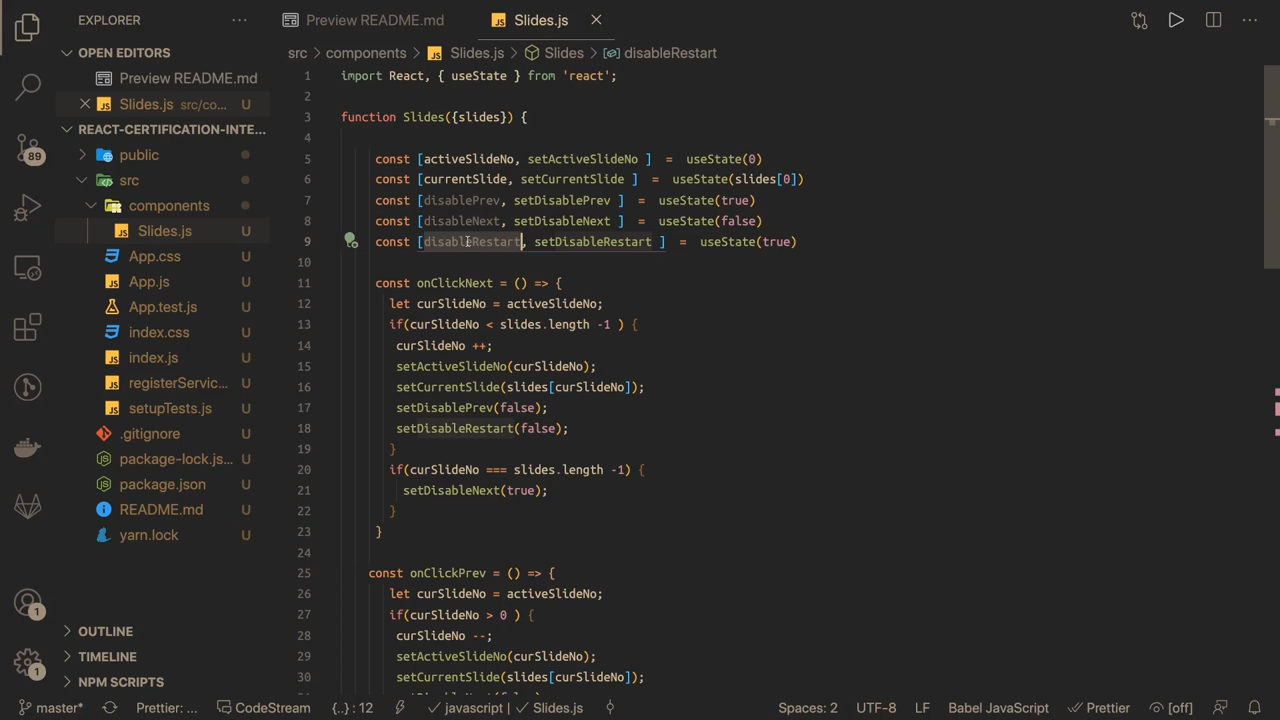 EXPLORER
OPEN EDITORS
Preview README.md
Slides.js src/co... U
REACT-CERTIFICATION-INTE...
public
src
components
Slides.js U
App.css U
App.js U
App.test.js U
index.css U
index.js U
registerServic... U
setupTests.js U
.gitignore U
package-lock.js... U
package.json U
README.md U
yarn.lock U
OUTLINE
TIMELINE
NPM SCRIPTS
89
1
1
Preview README.md JS Slides.js
src > components > JS Slides.js > Slides > disableRestart
1 import React, { useState } from 'react';
2
3 function Slides({slides}) {
4
5 const [activeSlideNo, setActiveSlideNo ] = useState(0)
6 const [currentSlide, setCurrentSlide ] = useState(slides[0])
7 const [disablePrev, setDisablePrev ] = useState(true)
8 const [disableNext, setDisableNext ] = useState(false)
9 const [disableRestart, setDisableRestart ] = useState(true)
10
11 const onClickNext = () => {
12 let curSlideNo = activeSlideNo;
13 if(curSlideNo < slides.length -1 ) {
14 curSlideNo ++;
15 setActiveSlideNo(curSlideNo);
16 setCurrentSlide(slides[curSlideNo]);
17 setDisablePrev(false);
18 setDisableRestart(false);
19 }
20 if(curSlideNo === slides.length -1) {
21 setDisableNext(true);
22 }
23 }
24
25 const onClickPrev = () => {
26 let curSlideNo = activeSlideNo;
27 if(curSlideNo > 0 ) {
28 curSlideNo --;
29 setActiveSlideNo(curSlideNo);
30 setCurrentSlide(slides[curSlideNo]);
master* Prettier: ... CodeStream {..} : 12 javascript | Slides.js Spaces: 2 UTF-8 LF Babel JavaScript Prettier [off]